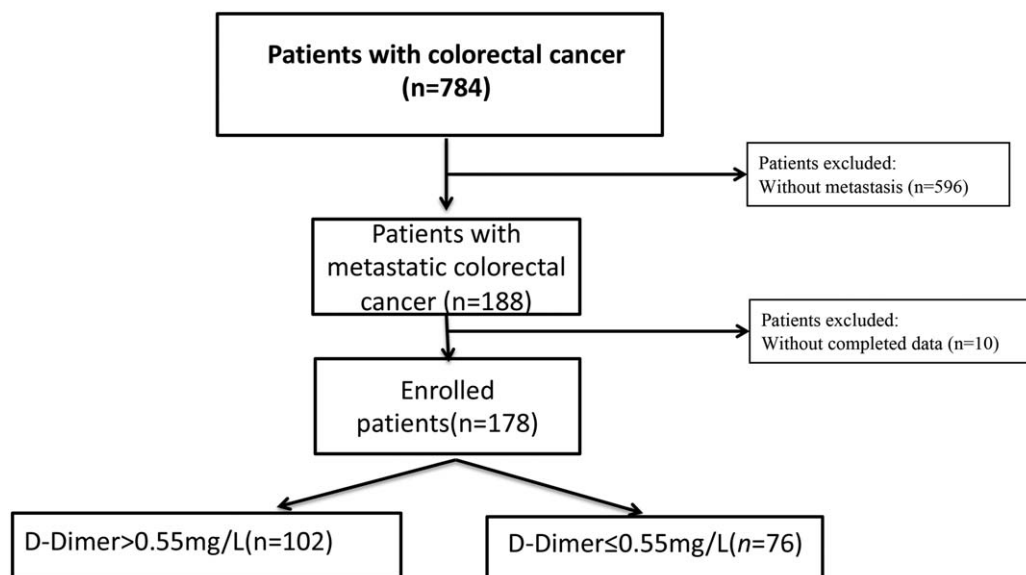 Patients with colorectal cancer
(n=784)
Patients excluded:
Without metastasis (n=596)
Patients with
metastatic colorectal
cancer (n=188)
Patients excluded:
Without completed data (n=10)
Enrolled
patients(n=178)
D-Dimer>0.55mg/L(n=102)
D-Dimer≤0.55mg/L(n=76)